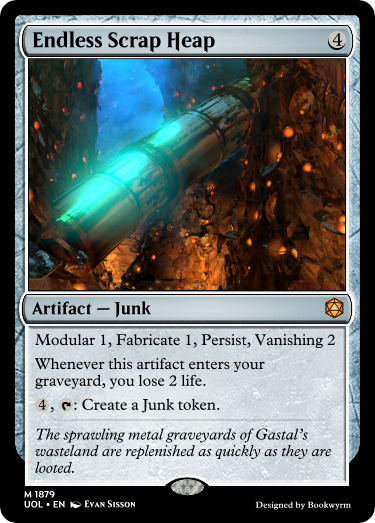 Endless Scrap Heap 4
Artifact — Junk
Modular 1, Fabricate 1, Persist, Vanishing 2
Whenever this artifact enters your
graveyard, you lose 2 life.
4, : Create a Junk token.
The sprawling metal graveyards of Gastal's
wasteland are replenished as quickly as they are
looted.
M 1879
UOL • EN Evan Sisson
Designed by Bookwyrm